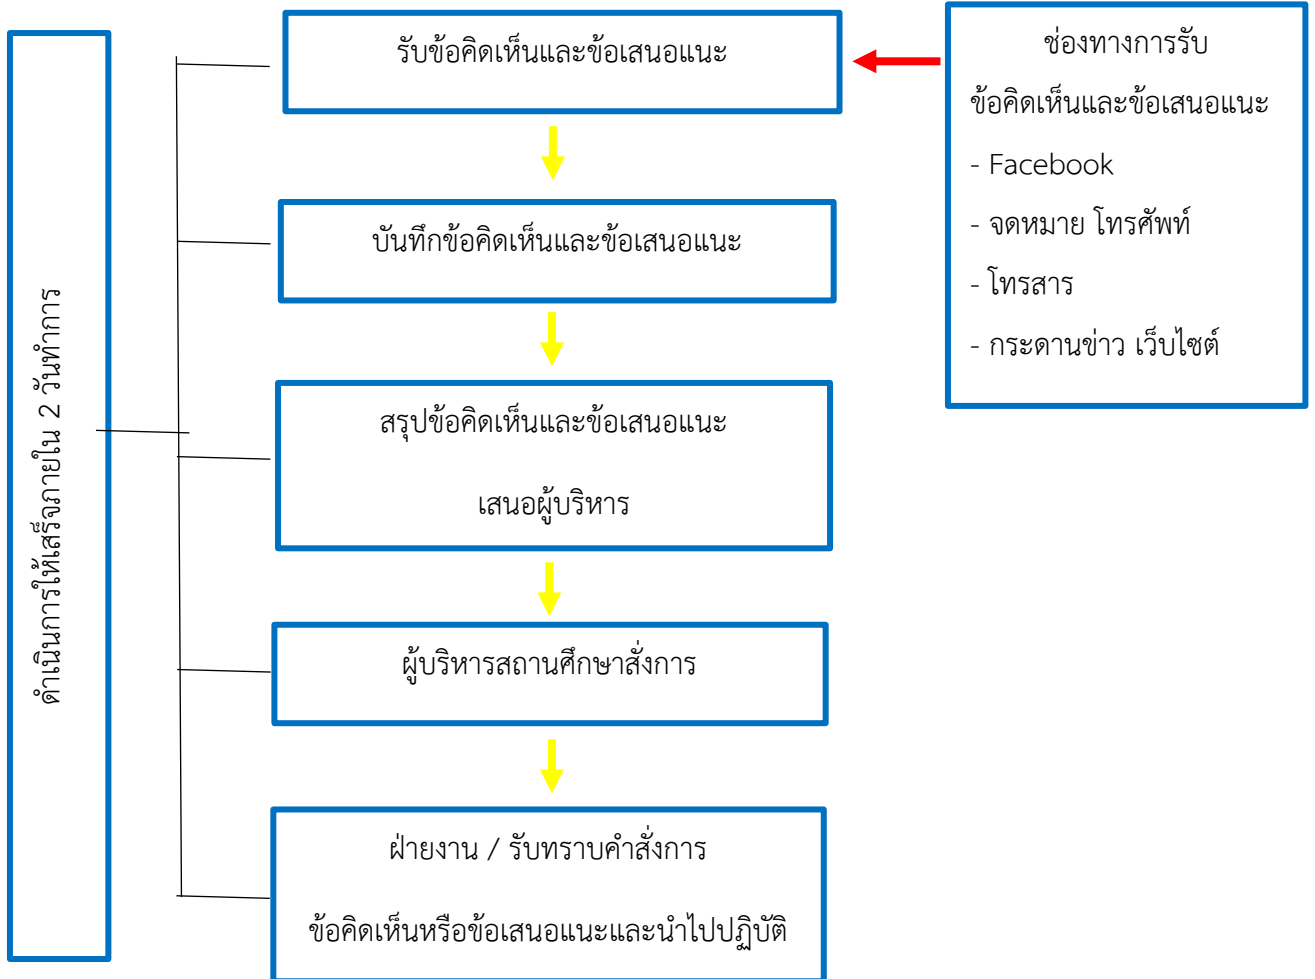 รับข้อคิดเห็นและข้อเสนอแนะ
บันทึกข้อคิดเห็นและข้อเสนอแนะ
สรุปข้อคิดเห็นและข้อเสนอแนะ
เสนอผู้บริหาร
ผู้บริหารสถานศึกษาสั่งการ
ฝ่ายงาน / รับทราบคำสั่งการ
ข้อคิดเห็นหรือข้อเสนอแนะและนำไปปฏิบัติ
ช่องทางการรับ
ข้อคิดเห็นและข้อเสนอแนะ
- Facebook
- จดหมาย โทรศัพท์
- โทรสาร
- กระดานข่าว เว็บไซต์
ดำเนินการให้เสร็จภายใน 2 วันทำการ